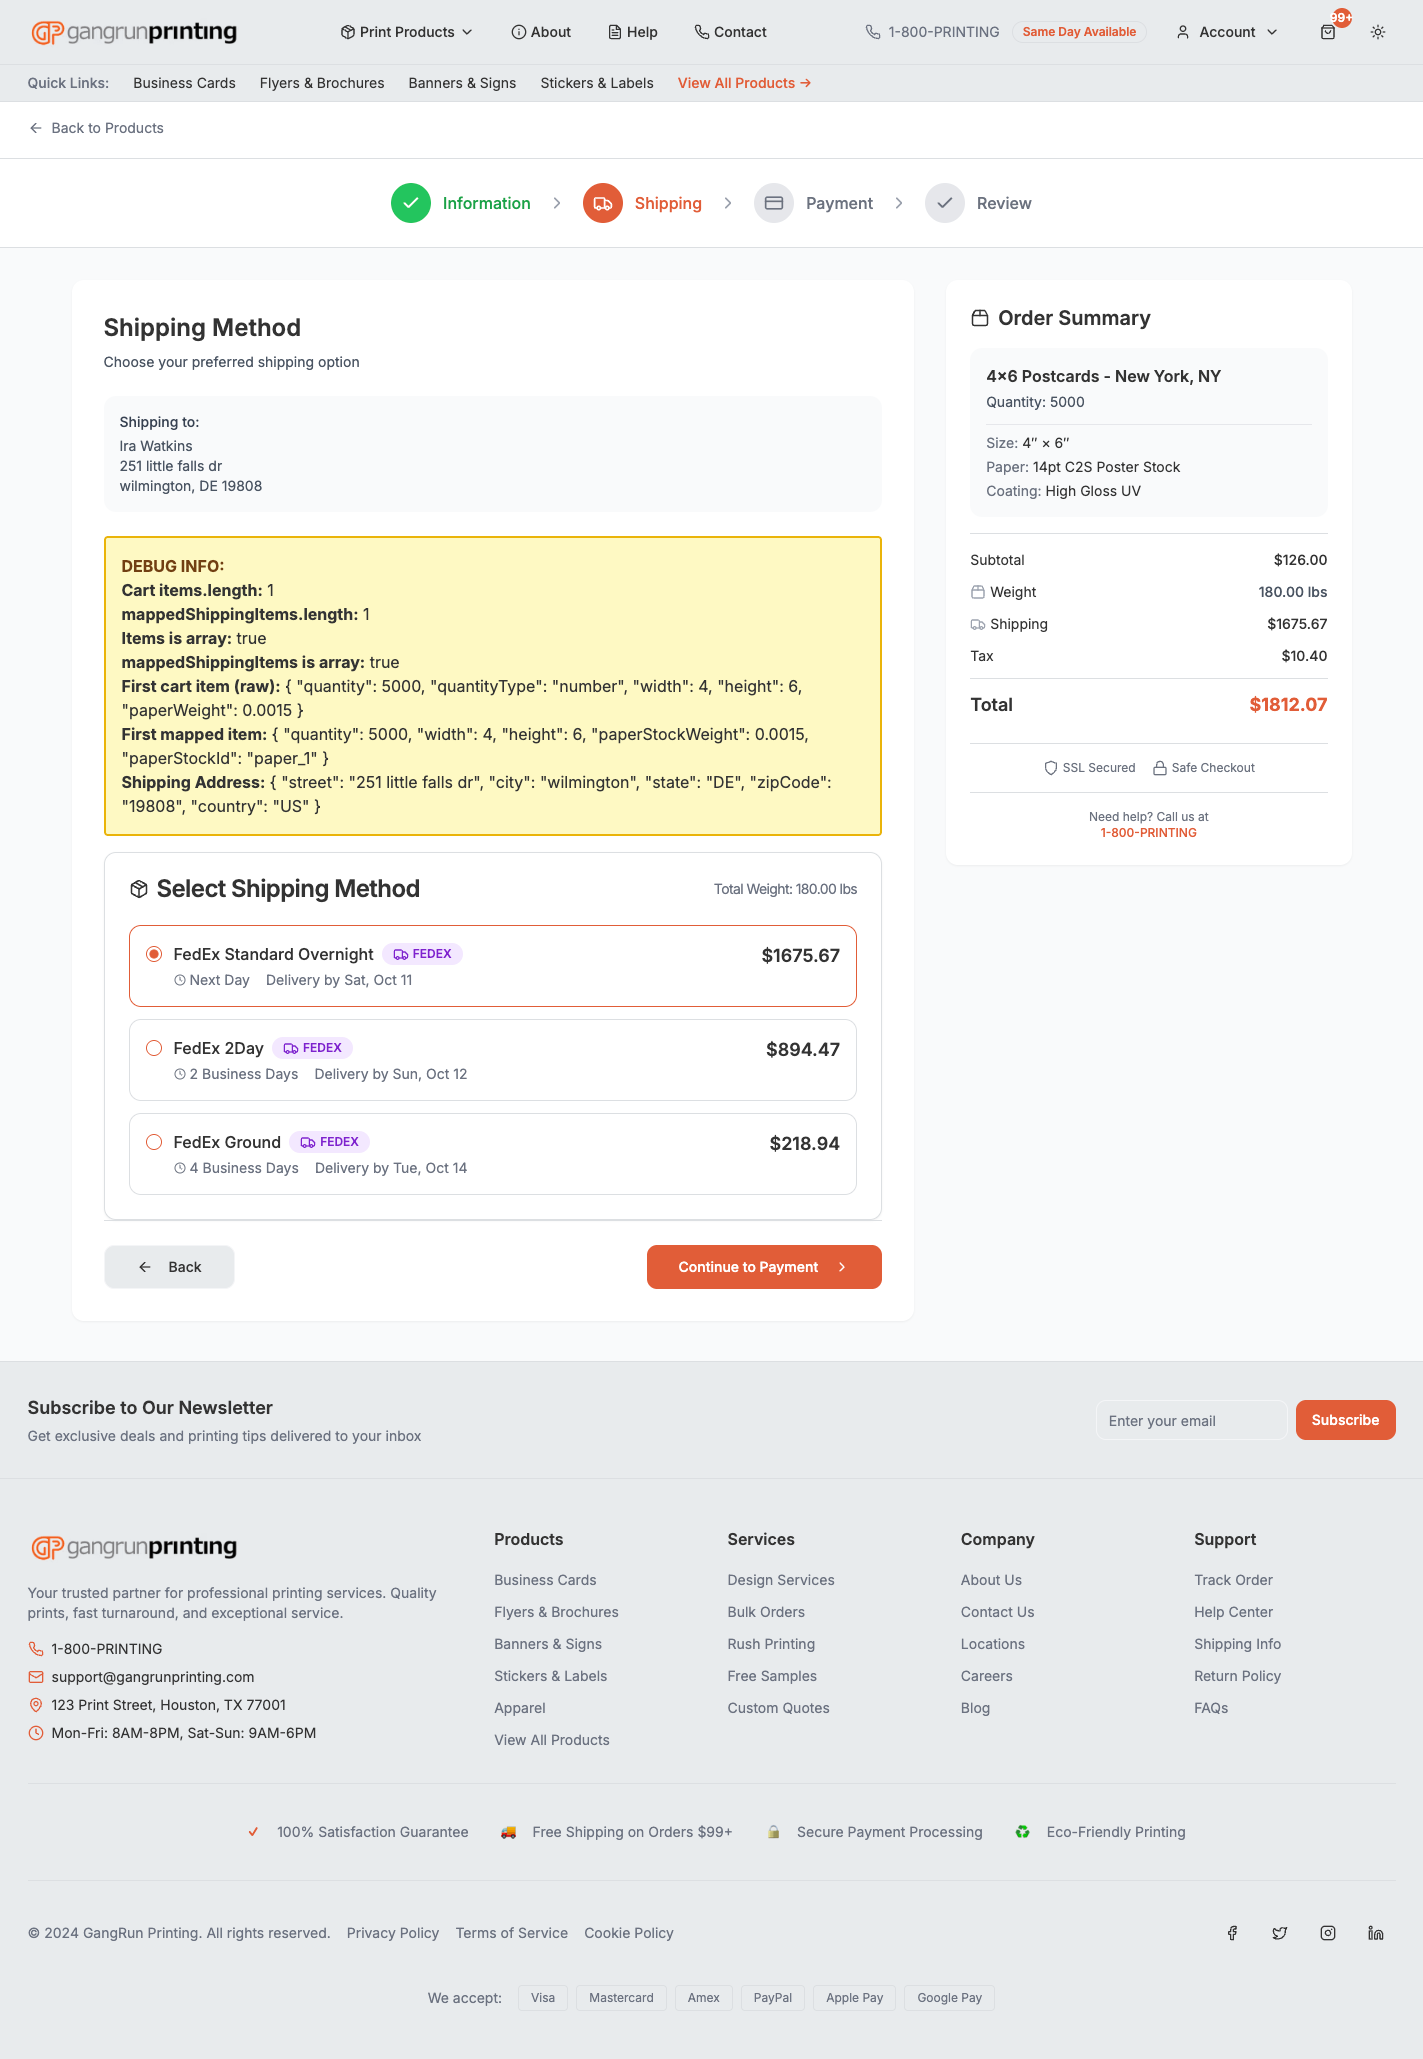 gangrunprinting
Print Products
About
Help
Contact
1-800-PRINTING
Same Day Available
Account
99+
Quick Links:
Business Cards
Flyers & Brochures
Banners & Signs
Stickers & Labels
View All Products →
Back to Products
Information
Shipping
Payment
Review
Shipping Method
Choose your preferred shipping option
Shipping to:
Ira Watkins
251 little falls dr
wilmington, DE 19808
DEBUG INFO:
Cart items.length: 1
mappedShippingItems.length: 1
Items is array: true
mappedShippingItems is array: true
First cart item (raw): { "quantity": 5000, "quantityType": "number", "width": 4, "height": 6,
"paperWeight": 0.0015 }
First mapped item: { "quantity": 5000, "width": 4, "height": 6, "paperStockWeight": 0.0015,
"paperStockId": "paper_1" }
Shipping Address: { "street": "251 little falls dr", "city": "wilmington", "state": "DE", "zipCode":
"19808", "country": "US" }
Select Shipping Method
Total Weight: 180.00 lbs
FedEx Standard Overnight
FEDEX
$1675.67
Next Day
Delivery by Sat, Oct 11
FedEx 2Day
FEDEX
$894.47
2 Business Days
Delivery by Sun, Oct 12
FedEx Ground
FEDEX
$218.94
4 Business Days
Delivery by Tue, Oct 14
Back
Continue to Payment
Order Summary
4×6 Postcards - New York, NY
Quantity: 5000
Size: 4″ × 6″
Paper: 14pt C2S Poster Stock
Coating: High Gloss UV
Subtotal
$126.00
Weight
180.00 lbs
Shipping
$1675.67
Tax
$10.40
Total
$1812.07
SSL Secured
Safe Checkout
Need help? Call us at
1-800-PRINTING
Subscribe to Our Newsletter
Get exclusive deals and printing tips delivered to your inbox
Enter your email
Subscribe
gangrunprinting
Your trusted partner for professional printing services. Quality
prints, fast turnaround, and exceptional service.
1-800-PRINTING
support@gangrunprinting.com
123 Print Street, Houston, TX 77001
Mon-Fri: 8AM-8PM, Sat-Sun: 9AM-6PM
Products
Business Cards
Flyers & Brochures
Banners & Signs
Stickers & Labels
Apparel
View All Products
Services
Design Services
Bulk Orders
Rush Printing
Free Samples
Custom Quotes
Company
About Us
Contact Us
Locations
Careers
Blog
Support
Track Order
Help Center
Shipping Info
Return Policy
FAQs
100% Satisfaction Guarantee
Free Shipping on Orders $99+
Secure Payment Processing
Eco-Friendly Printing
© 2024 GangRun Printing. All rights reserved.
Privacy Policy
Terms of Service
Cookie Policy
We accept:
Visa
Mastercard
Amex
PayPal
Apple Pay
Google Pay